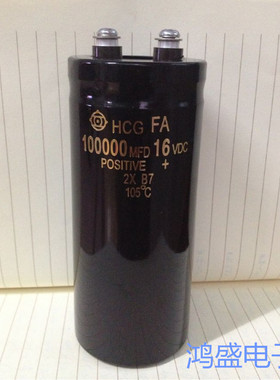 HCG FA
100000 MFD 16 VDC
POSITIVE +
2X B7
105°C
鸿盛电子